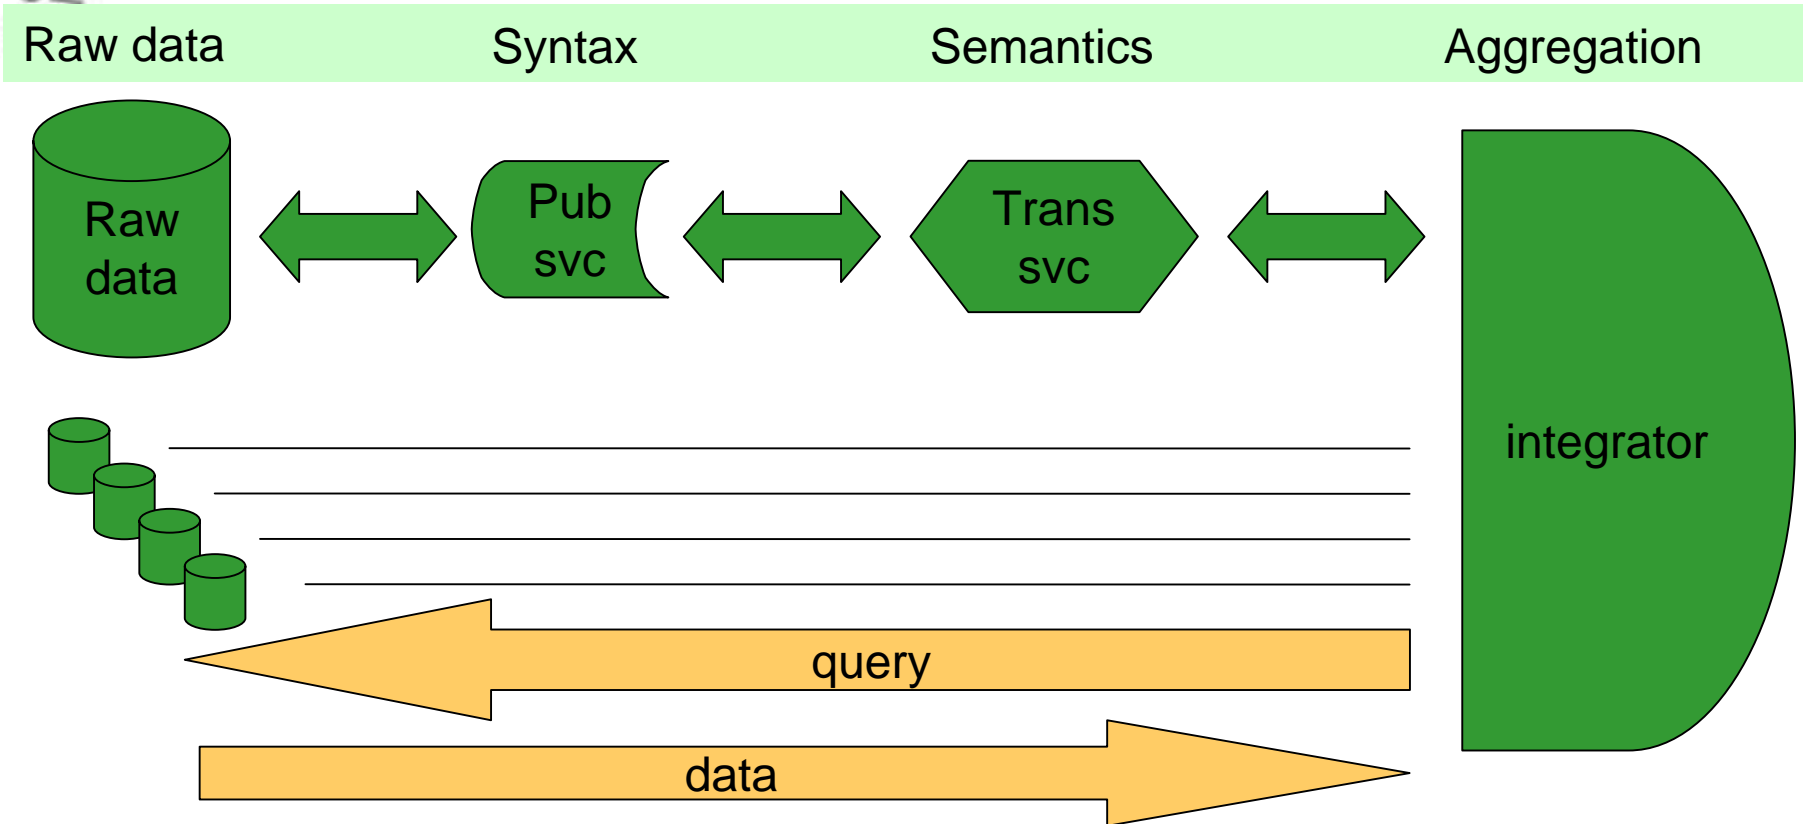 Raw data Syntax Semantics Aggregation
Raw
data
Pub
svc
Trans
svc
integrator
query
data